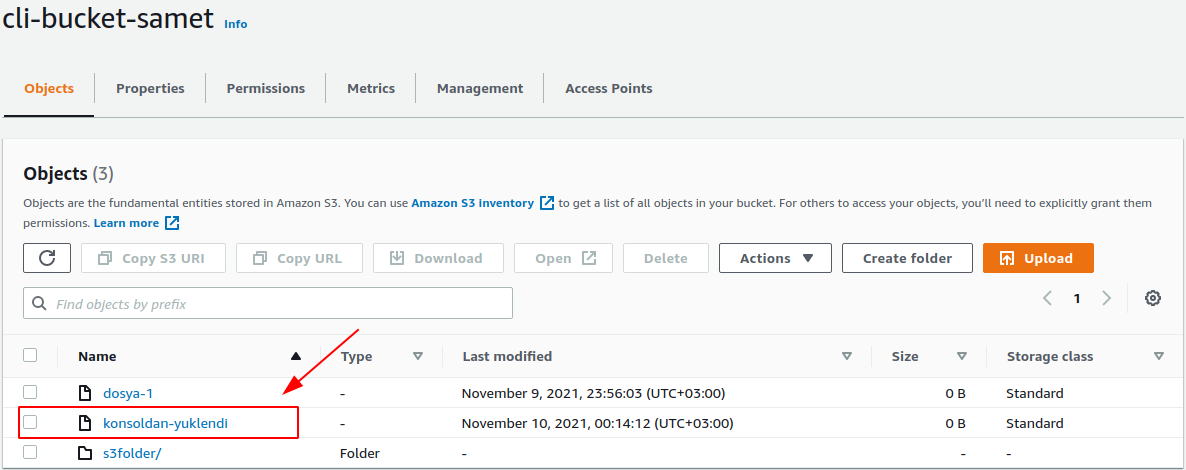 cli-bucket-samet Info
Objects Properties Permissions Metrics Management Access Points
Objects (3)
Objects are the fundamental entities stored in Amazon S3. You can use Amazon S3 inventory to get a list of all objects in your bucket. For others to access your objects, you'll need to explicitly grant them
permissions. Learn more
Copy S3 URI Copy URL Download Open Delete Actions Create folder Upload
Find objects by prefix 1
Name Type Last modified Size Storage class
dosya-1 - November 9, 2021, 23:56:03 (UTC+03:00) 0 B Standard
konsoldan-yuklendi - November 10, 2021, 00:14:12 (UTC+03:00) 0 B Standard
s3folder/ Folder - - -